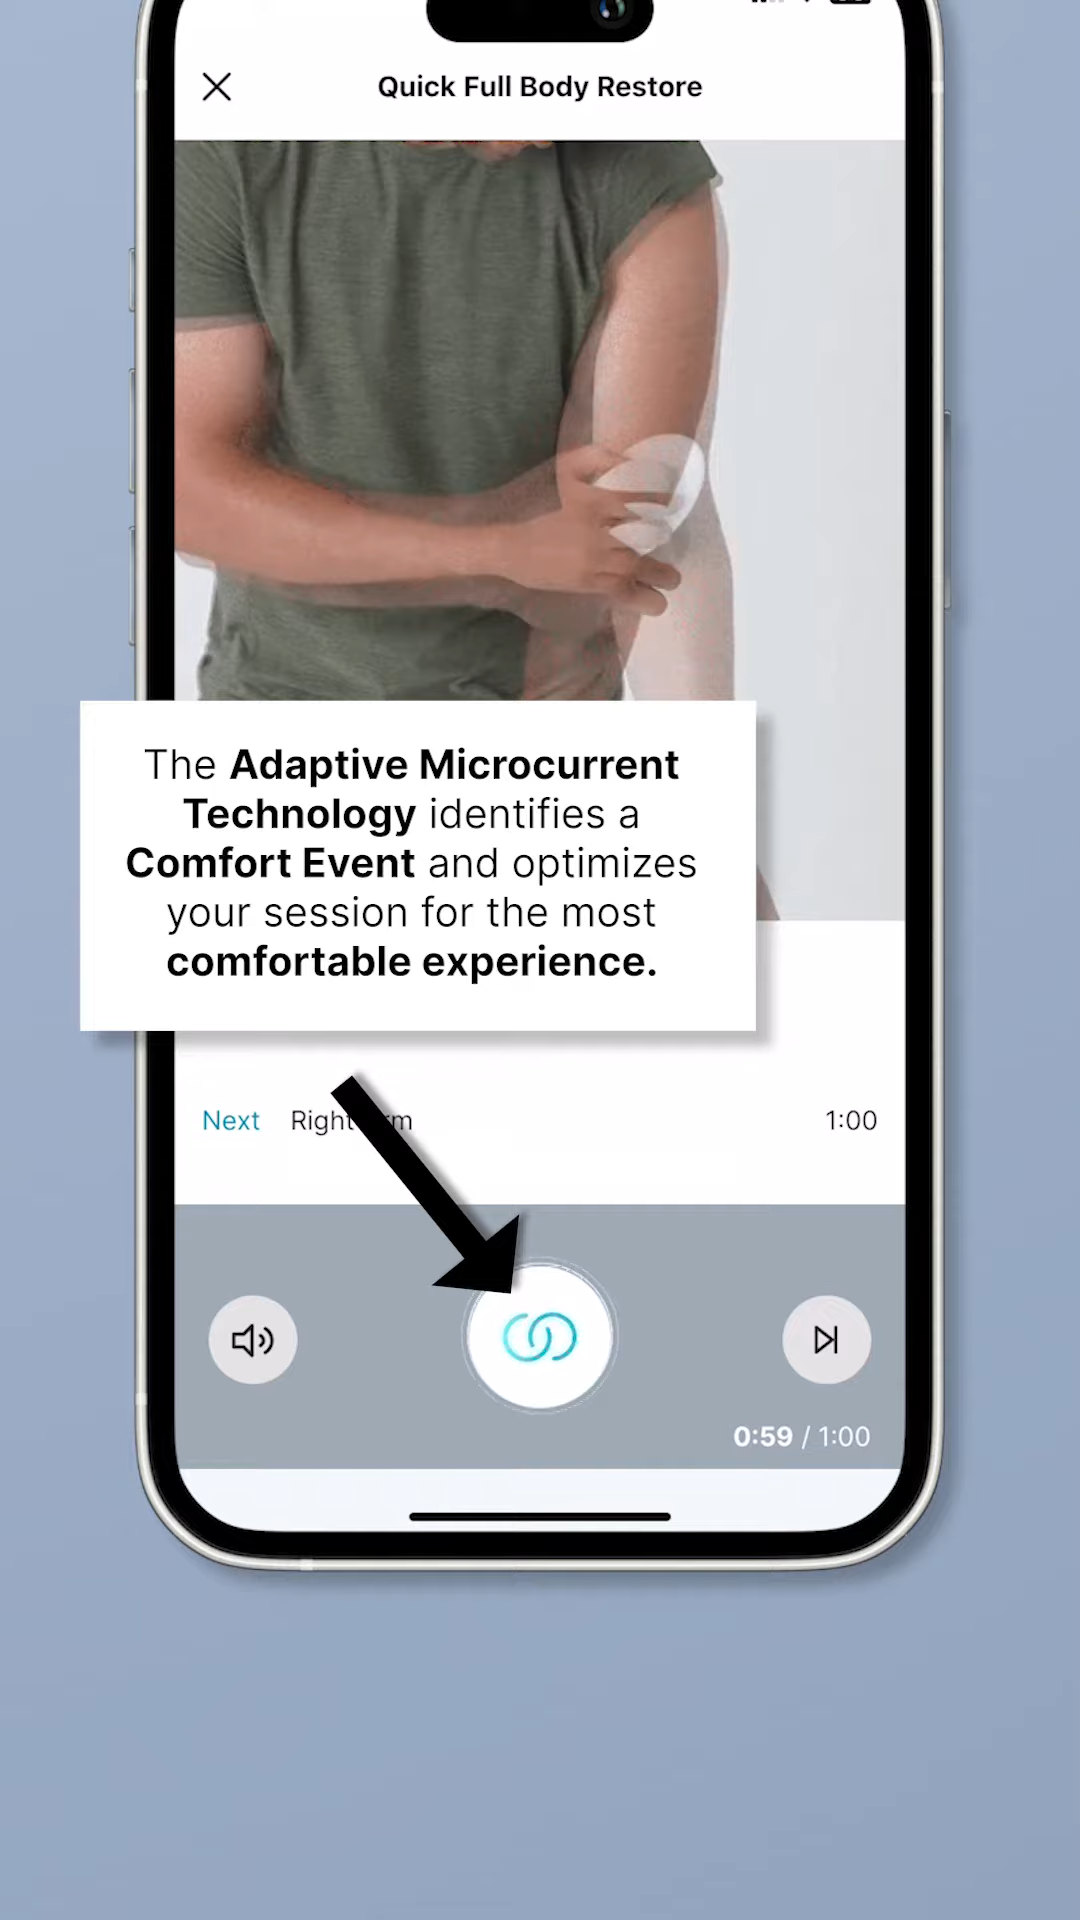 Quick Full Body Restore
The Adaptive Microcurrent
Technology identifies a
Comfort Event and optimizes
your session for the most
comfortable experience.
Next Right 1:00
0:59 / 1:00